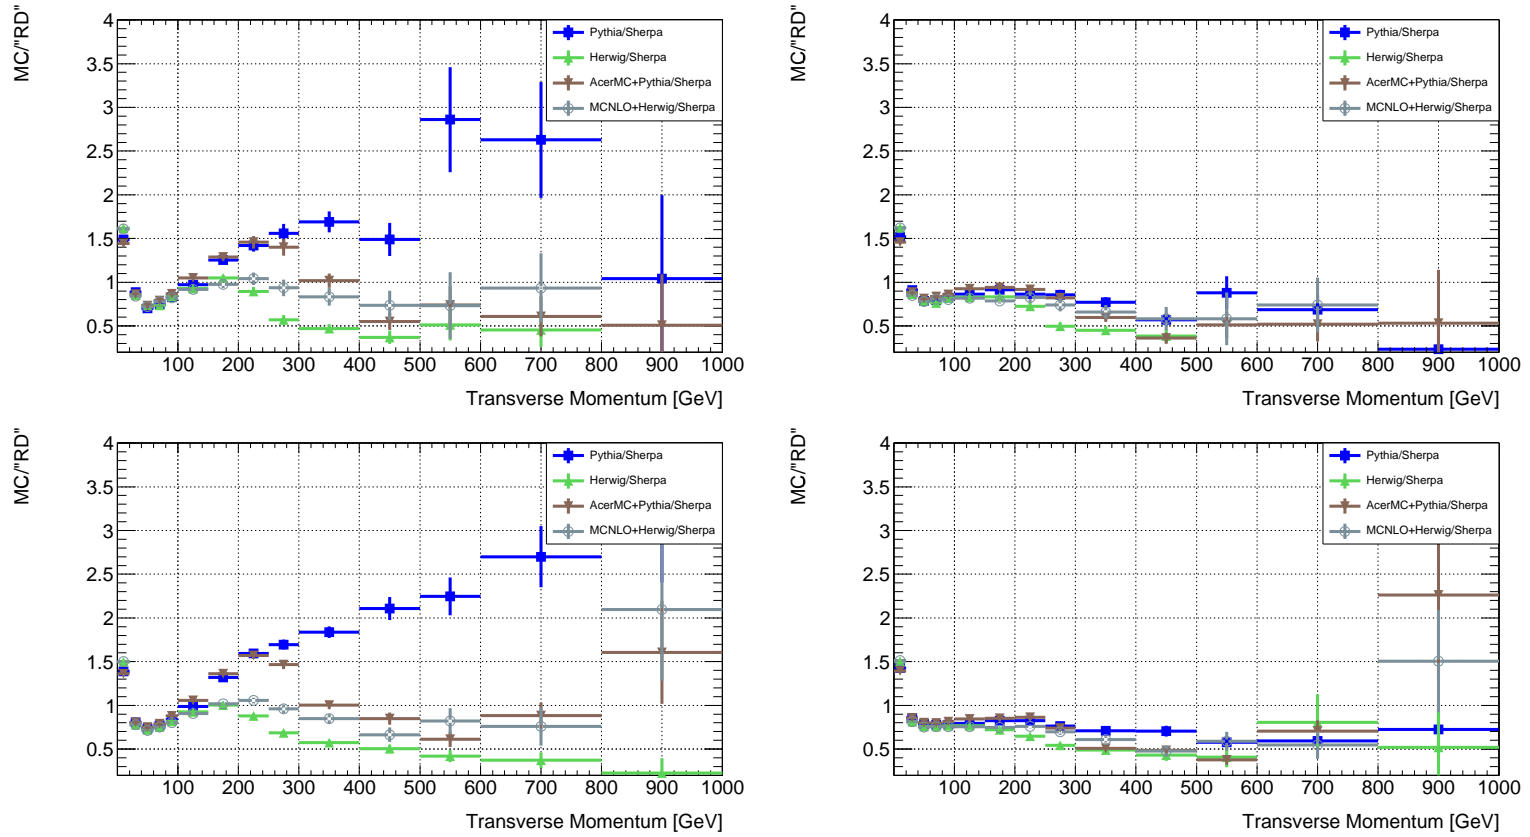 MC/"RD"
4
3.5
3
2.5
2
1.5
1
0.5
Pythia/Sherpa
Herwig/Sherpa
AcerMC+Pythia/Sherpa
MCNLO+Herwig/Sherpa
100 200 300 400 500 600 700 800 900 1000
Transverse Momentum [GeV]
MC/"RD"
4
3.5
3
2.5
2
1.5
1
0.5
Pythia/Sherpa
Herwig/Sherpa
AcerMC+Pythia/Sherpa
MCNLO+Herwig/Sherpa
100 200 300 400 500 600 700 800 900 1000
Transverse Momentum [GeV]
MC/"RD"
4
3.5
3
2.5
2
1.5
1
0.5
Pythia/Sherpa
Herwig/Sherpa
AcerMC+Pythia/Sherpa
MCNLO+Herwig/Sherpa
100 200 300 400 500 600 700 800 900 1000
Transverse Momentum [GeV]
MC/"RD"
4
3.5
3
2.5
2
1.5
1
0.5
Pythia/Sherpa
Herwig/Sherpa
AcerMC+Pythia/Sherpa
MCNLO+Herwig/Sherpa
100 200 300 400 500 600 700 800 900 1000
Transverse Momentum [GeV]